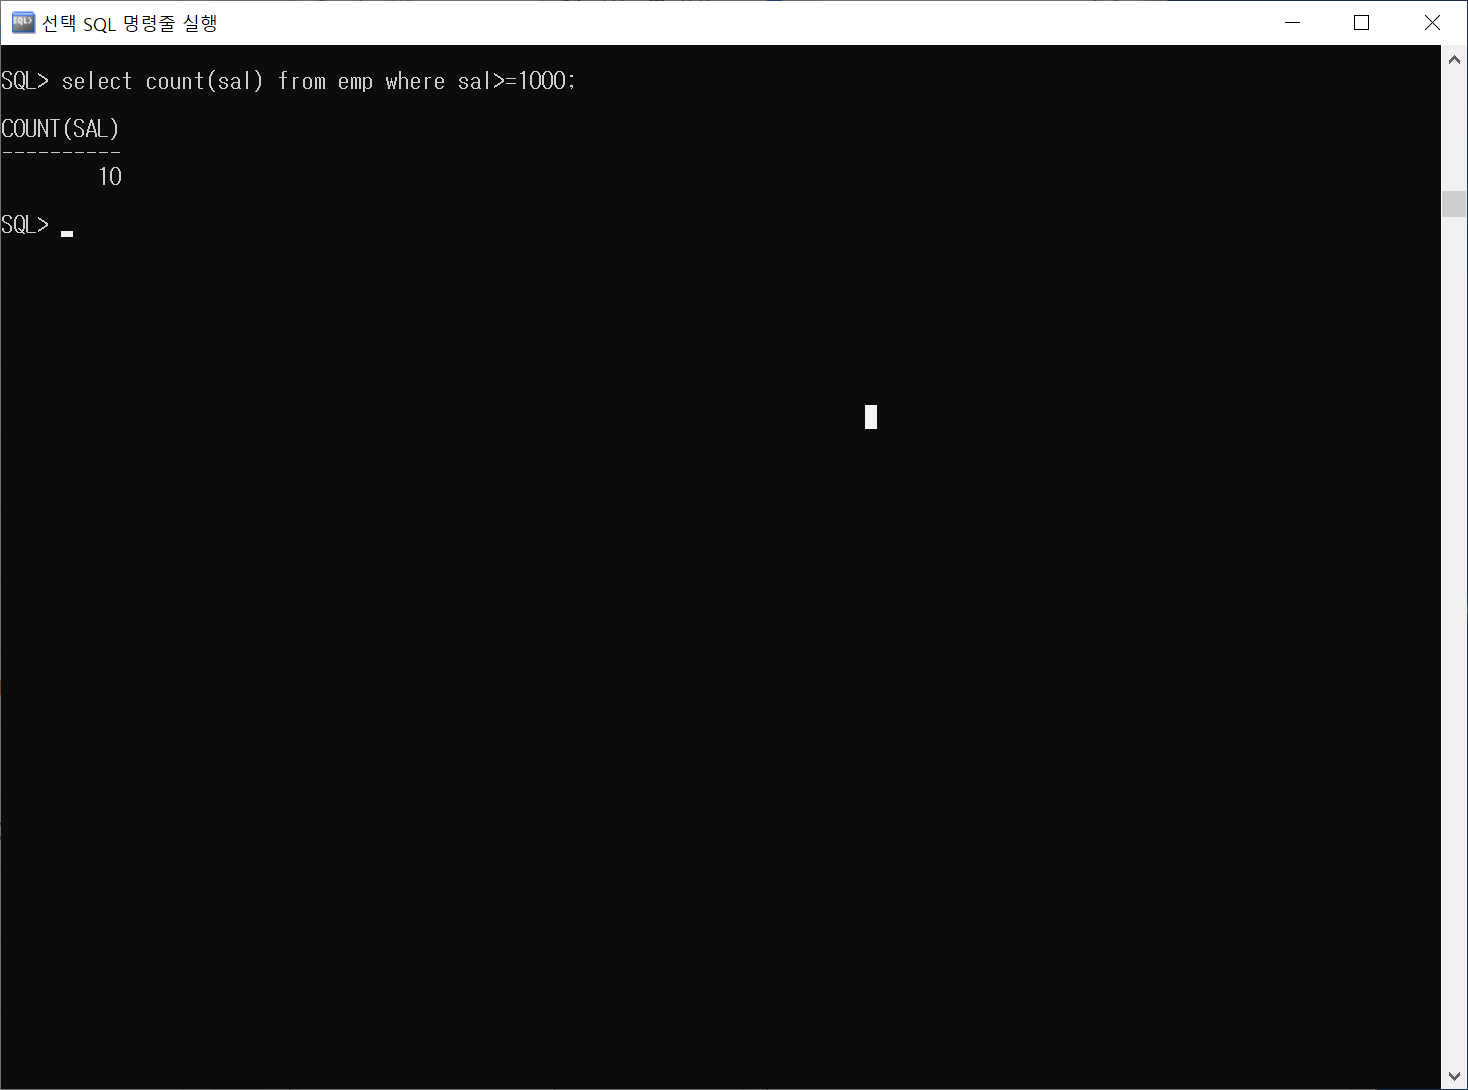 선택 SQL 명령줄 실행
SQL> select count(sal) from emp where sal>=1000;
COUNT(SAL)
----------
10
SQL>